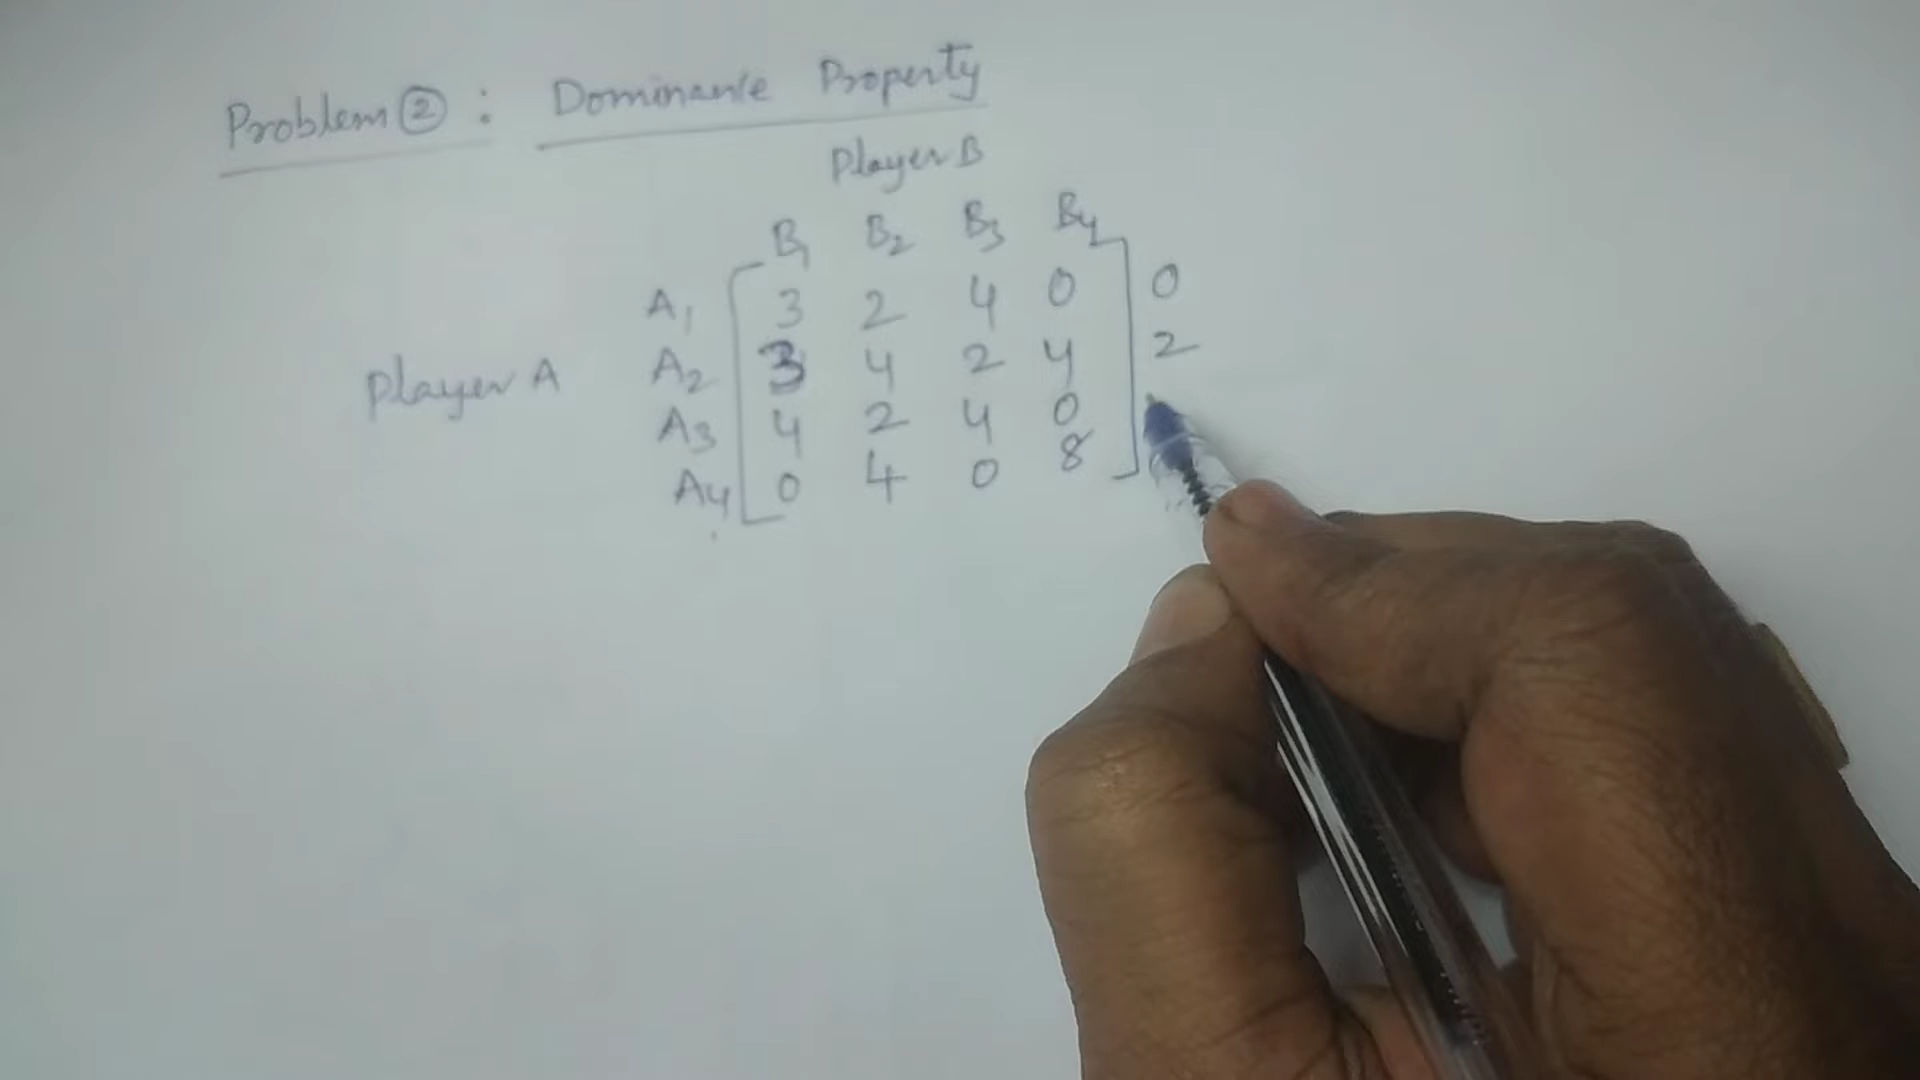 Problem ② : Dominance Property
Player B
B1 B2 B3 B4
A1 3 2 4 0 0
Player A A2 3 4 2 4 2
A3 4 2 4 0
A4 0 4 0 8